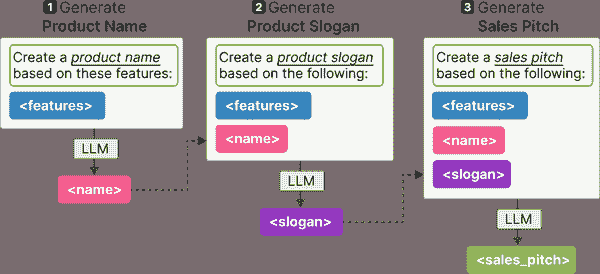 1 Generate
Product Name
Create a product name
based on these features:
<features>
LLM
<name>
2 Generate
Product Slogan
Create a product slogan
based on the following:
<features>
<name>
LLM
<slogan>
3 Generate
Sales Pitch
Create a sales pitch
based on the following:
<features>
<name>
<slogan>
LLM
<sales_pitch>